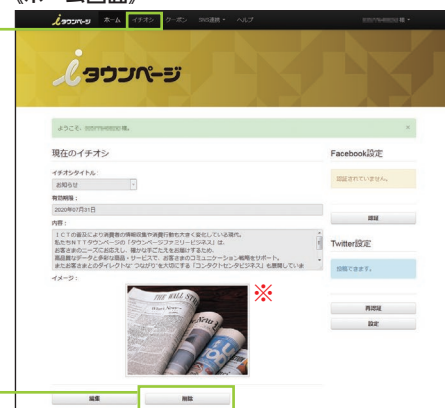 《ホーム画面》
iタウンページ ホーム イチオシ クーポン SNS連携 ヘルプ
iタウンページ
ようこそ、
現在のイチオシ
イチオシタイトル：
お知らせ
有効期限：
2020年07月31日
内容：
ＩＣＴの普及により消費者の情報収集や消費行動も大きく変化している現代。
私たちＮＴＴタウンページの「タウンページファミリービジネス」は、
お客さまのニーズにお応えし、確かな手ごたえをお届けするため、
高品質なデータと多彩な商品・サービスで、お客さまのコミュニケーション戦略をサポート。
またお客さまとのダイレクトな“つながり”を大切にする「コンタクトセンタビジネス」も展開していま
イメージ：
THE WALL ST
What's News
※
編集 削除
Facebook設定
認証されていません。
認証
Twitter設定
投稿できます。
再認証
設定